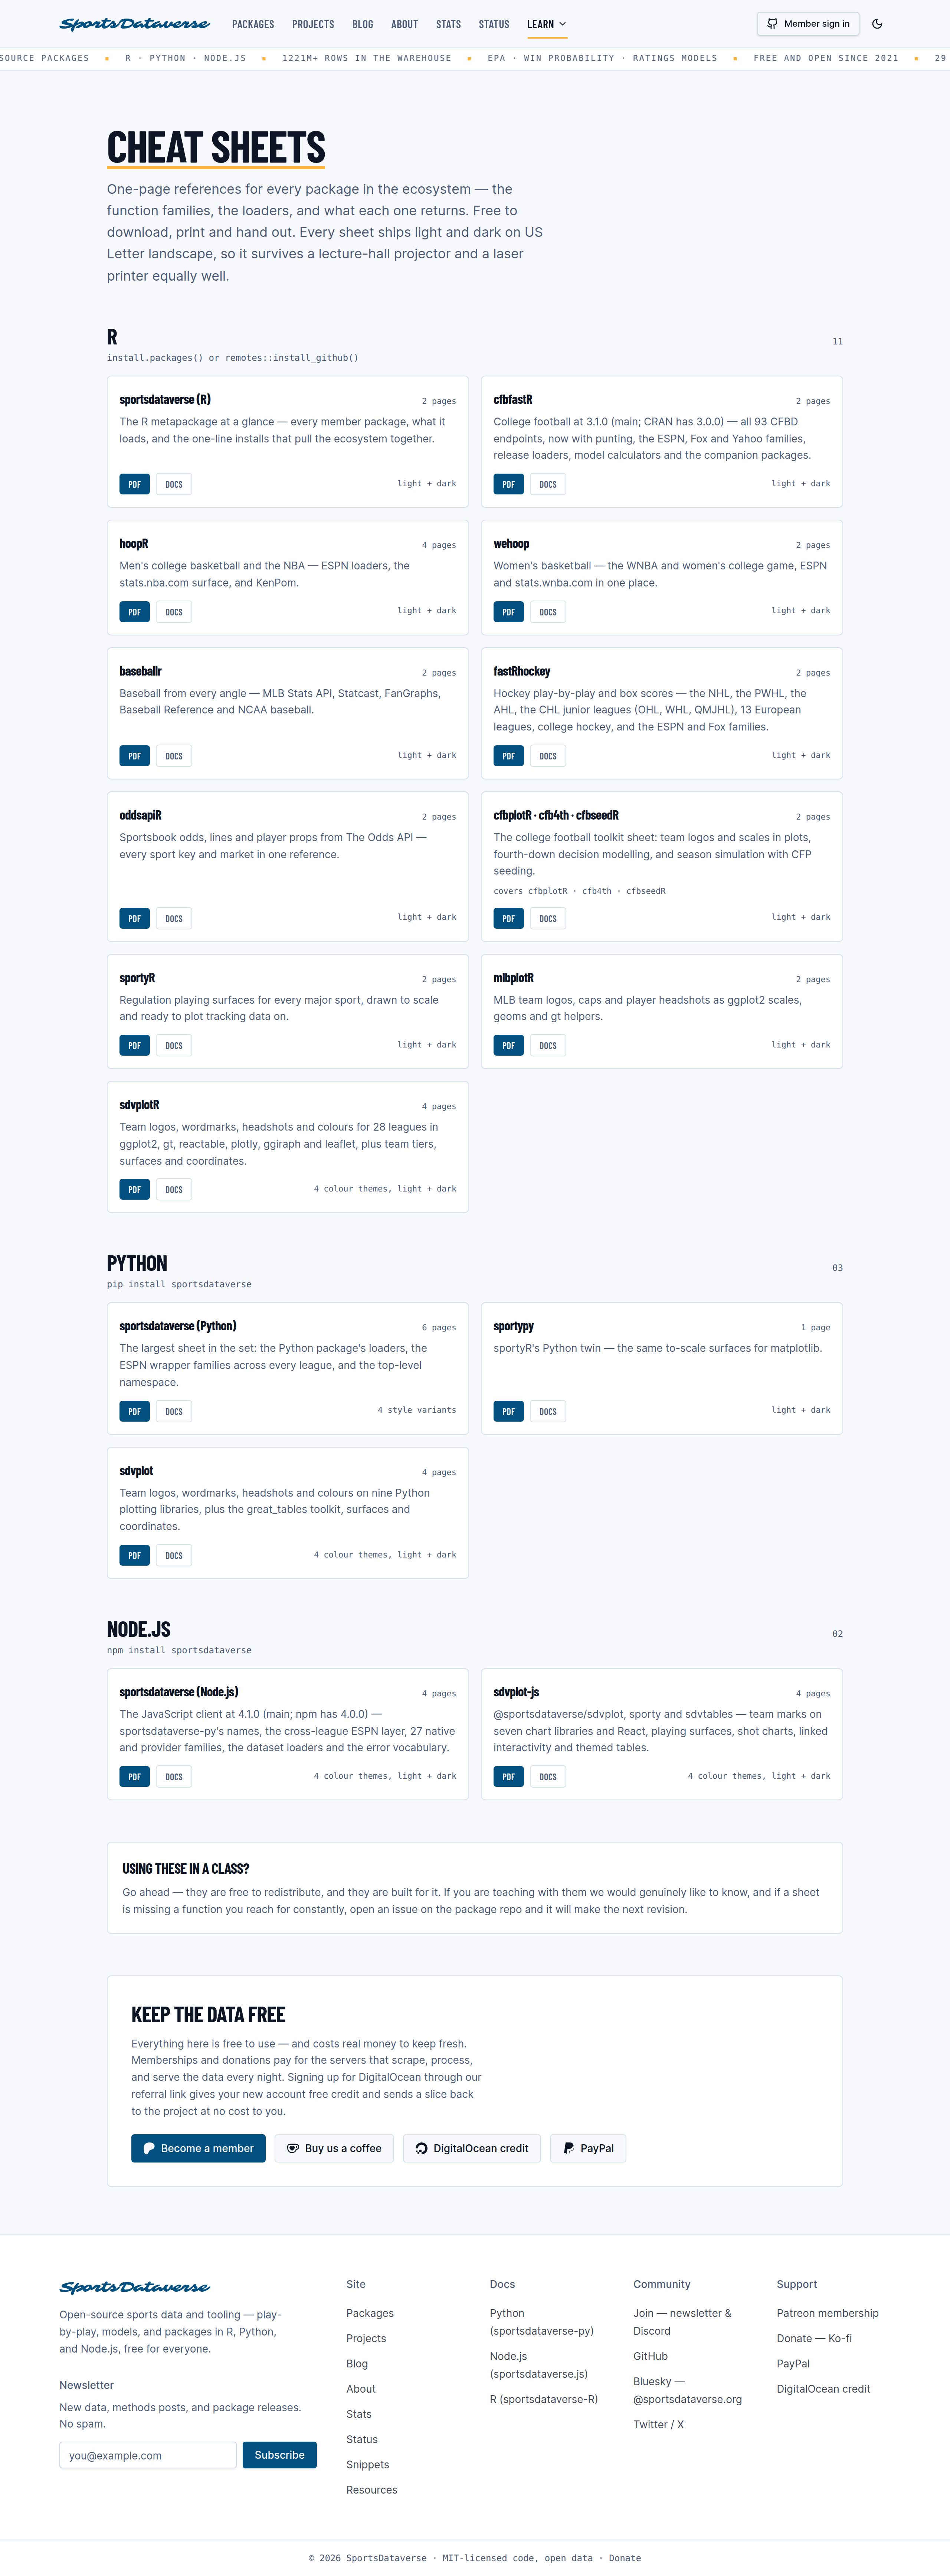 SportsDataverse
PACKAGES PROJECTS BLOG ABOUT STATS STATUS LEARN
Member sign in
SOURCE PACKAGES ▪ R · PYTHON · NODE.JS ▪ 1221M+ ROWS IN THE WAREHOUSE ▪ EPA · WIN PROBABILITY · RATINGS MODELS ▪ FREE AND OPEN SINCE 2021 ▪ 29
CHEAT SHEETS
One-page references for every package in the ecosystem — the
function families, the loaders, and what each one returns. Free to
download, print and hand out. Every sheet ships light and dark on US
Letter landscape, so it survives a lecture-hall projector and a laser
printer equally well.
R
11
install.packages() or remotes::install_github()
sportsdataverse (R)
2 pages
The R metapackage at a glance — every member package, what it
loads, and the one-line installs that pull the ecosystem together.
PDF DOCS
light + dark
cfbfastR
2 pages
College football at 3.1.0 (main; CRAN has 3.0.0) — all 93 CFBD
endpoints, now with punting, the ESPN, Fox and Yahoo families,
release loaders, model calculators and the companion packages.
PDF DOCS
light + dark
hoopR
4 pages
Men's college basketball and the NBA — ESPN loaders, the
stats.nba.com surface, and KenPom.
PDF DOCS
light + dark
wehoop
2 pages
Women's basketball — the WNBA and women's college game, ESPN
and stats.wnba.com in one place.
PDF DOCS
light + dark
baseballr
2 pages
Baseball from every angle — MLB Stats API, Statcast, FanGraphs,
Baseball Reference and NCAA baseball.
PDF DOCS
light + dark
fastRhockey
2 pages
Hockey play-by-play and box scores — the NHL, the PWHL, the
AHL, the CHL junior leagues (OHL, WHL, QMJHL), 13 European
leagues, college hockey, and the ESPN and Fox families.
PDF DOCS
light + dark
oddsapiR
2 pages
Sportsbook odds, lines and player props from The Odds API —
every sport key and market in one reference.
PDF DOCS
light + dark
cfbplotR · cfb4th · cfbseedR
2 pages
The college football toolkit sheet: team logos and scales in plots,
fourth-down decision modelling, and season simulation with CFP
seeding.
covers cfbplotR · cfb4th · cfbseedR
PDF DOCS
light + dark
sportyR
2 pages
Regulation playing surfaces for every major sport, drawn to scale
and ready to plot tracking data on.
PDF DOCS
light + dark
mlbplotR
2 pages
MLB team logos, caps and player headshots as ggplot2 scales,
geoms and gt helpers.
PDF DOCS
light + dark
sdvplotR
4 pages
Team logos, wordmarks, headshots and colours for 28 leagues in
ggplot2, gt, reactable, plotly, ggiraph and leaflet, plus team tiers,
surfaces and coordinates.
PDF DOCS
4 colour themes, light + dark
PYTHON
03
pip install sportsdataverse
sportsdataverse (Python)
6 pages
The largest sheet in the set: the Python package's loaders, the
ESPN wrapper families across every league, and the top-level
namespace.
PDF DOCS
4 style variants
sportypy
1 page
sportyR's Python twin — the same to-scale surfaces for matplotlib.
PDF DOCS
light + dark
sdvplot
4 pages
Team logos, wordmarks, headshots and colours on nine Python
plotting libraries, plus the great_tables toolkit, surfaces and
coordinates.
PDF DOCS
4 colour themes, light + dark
NODE.JS
02
npm install sportsdataverse
sportsdataverse (Node.js)
4 pages
The JavaScript client at 4.1.0 (main; npm has 4.0.0) —
sportsdataverse-py's names, the cross-league ESPN layer, 27 native
and provider families, the dataset loaders and the error vocabulary.
PDF DOCS
4 colour themes, light + dark
sdvplot-js
4 pages
@sportsdataverse/sdvplot, sporty and sdvtables — team marks on
seven chart libraries and React, playing surfaces, shot charts, linked
interactivity and themed tables.
PDF DOCS
4 colour themes, light + dark
USING THESE IN A CLASS?
Go ahead — they are free to redistribute, and they are built for it. If you are teaching with them we would genuinely like to know, and if a sheet
is missing a function you reach for constantly, open an issue on the package repo and it will make the next revision.
KEEP THE DATA FREE
Everything here is free to use — and costs real money to keep fresh.
Memberships and donations pay for the servers that scrape, process,
and serve the data every night. Signing up for DigitalOcean through our
referral link gives your new account free credit and sends a slice back
to the project at no cost to you.
Become a member
Buy us a coffee
DigitalOcean credit
PayPal
SportsDataverse
Open-source sports data and tooling — play-
by-play, models, and packages in R, Python,
and Node.js, free for everyone.
Newsletter
New data, methods posts, and package releases.
No spam.
you@example.com
Subscribe
Site
Packages
Projects
Blog
About
Stats
Status
Snippets
Resources
Docs
Python
(sportsdataverse-py)
Node.js
(sportsdataverse.js)
R (sportsdataverse-R)
Community
Join — newsletter &
Discord
GitHub
Bluesky —
@sportsdataverse.org
Twitter / X
Support
Patreon membership
Donate — Ko-fi
PayPal
DigitalOcean credit
© 2026 SportsDataverse · MIT-licensed code, open data · Donate